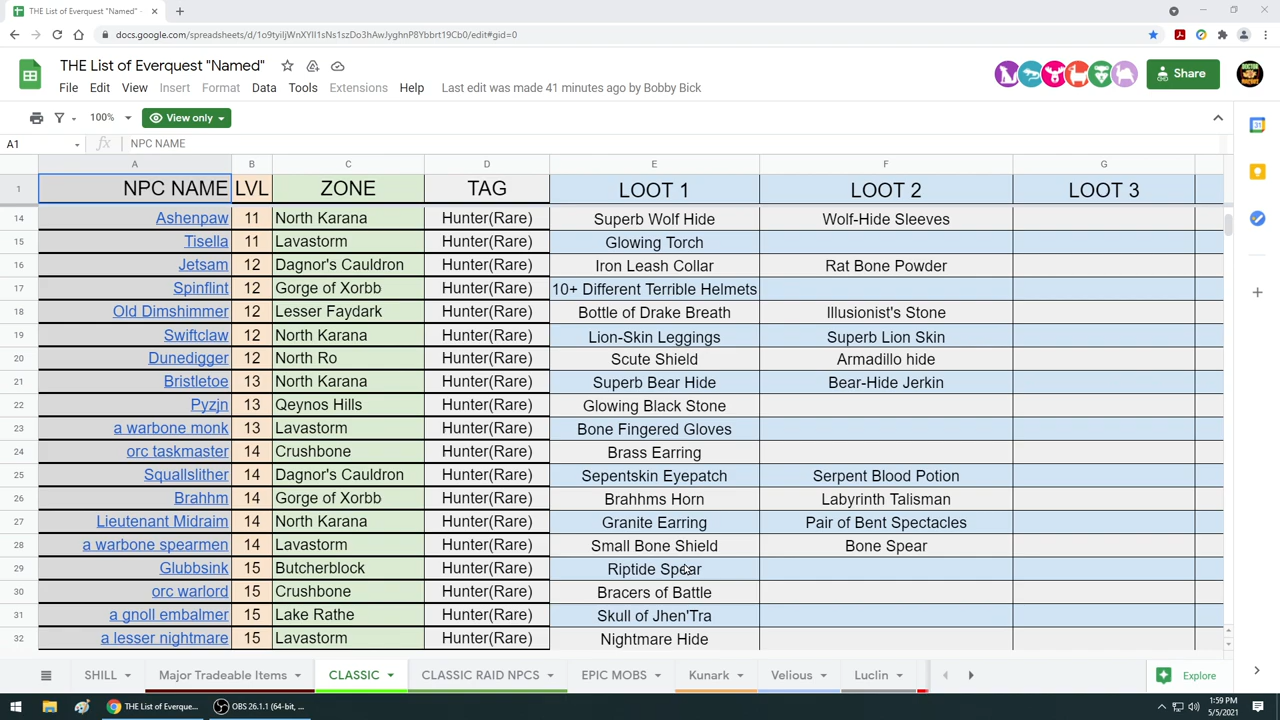 THE List of Everquest "Named" -
docs.google.com/spreadsheets/d/1o9tyiIjWnXYlI1sNs1szDo3hAwJyghnP8Ybbrt19Cb0/edit#gid=0
THE List of Everquest "Named"
File Edit View Insert Format Data Tools Extensions Help Last edit was made 41 minutes ago by Bobby Bick
Share
100% View only
A1 fx NPC NAME
A B C D E F G
1 NPC NAME LVL ZONE TAG LOOT 1 LOOT 2 LOOT 3
14 Ashenpaw 11 North Karana Hunter(Rare) Superb Wolf Hide Wolf-Hide Sleeves
15 Tisella 11 Lavastorm Hunter(Rare) Glowing Torch
16 Jetsam 12 Dagnor's Cauldron Hunter(Rare) Iron Leash Collar Rat Bone Powder
17 Spinflint 12 Gorge of Xorbb Hunter(Rare) 10+ Different Terrible Helmets
18 Old Dimshimmer 12 Lesser Faydark Hunter(Rare) Bottle of Drake Breath Illusionist's Stone
19 Swiftclaw 12 North Karana Hunter(Rare) Lion-Skin Leggings Superb Lion Skin
20 Dunedigger 12 North Ro Hunter(Rare) Scute Shield Armadillo hide
21 Bristletoe 13 North Karana Hunter(Rare) Superb Bear Hide Bear-Hide Jerkin
22 Pyzjn 13 Qeynos Hills Hunter(Rare) Glowing Black Stone
23 a warbone monk 13 Lavastorm Hunter(Rare) Bone Fingered Gloves
24 orc taskmaster 14 Crushbone Hunter(Rare) Brass Earring
25 Squallslither 14 Dagnor's Cauldron Hunter(Rare) Sepentskin Eyepatch Serpent Blood Potion
26 Brahhm 14 Gorge of Xorbb Hunter(Rare) Brahhms Horn Labyrinth Talisman
27 Lieutenant Midraim 14 North Karana Hunter(Rare) Granite Earring Pair of Bent Spectacles
28 a warbone spearmen 14 Lavastorm Hunter(Rare) Small Bone Shield Bone Spear
29 Glubbsink 15 Butcherblock Hunter(Rare) Riptide Spear
30 orc warlord 15 Crushbone Hunter(Rare) Bracers of Battle
31 a gnoll embalmer 15 Lake Rathe Hunter(Rare) Skull of Jhen'Tra
32 a lesser nightmare 15 Lavastorm Hunter(Rare) Nightmare Hide
SHILL Major Tradeable Items CLASSIC CLASSIC RAID NPCS EPIC MOBS Kunark Velious Luclin Explore
THE List of Everque... OBS 26.1.1 (64-bit, ... 1:59 PM
5/5/2021